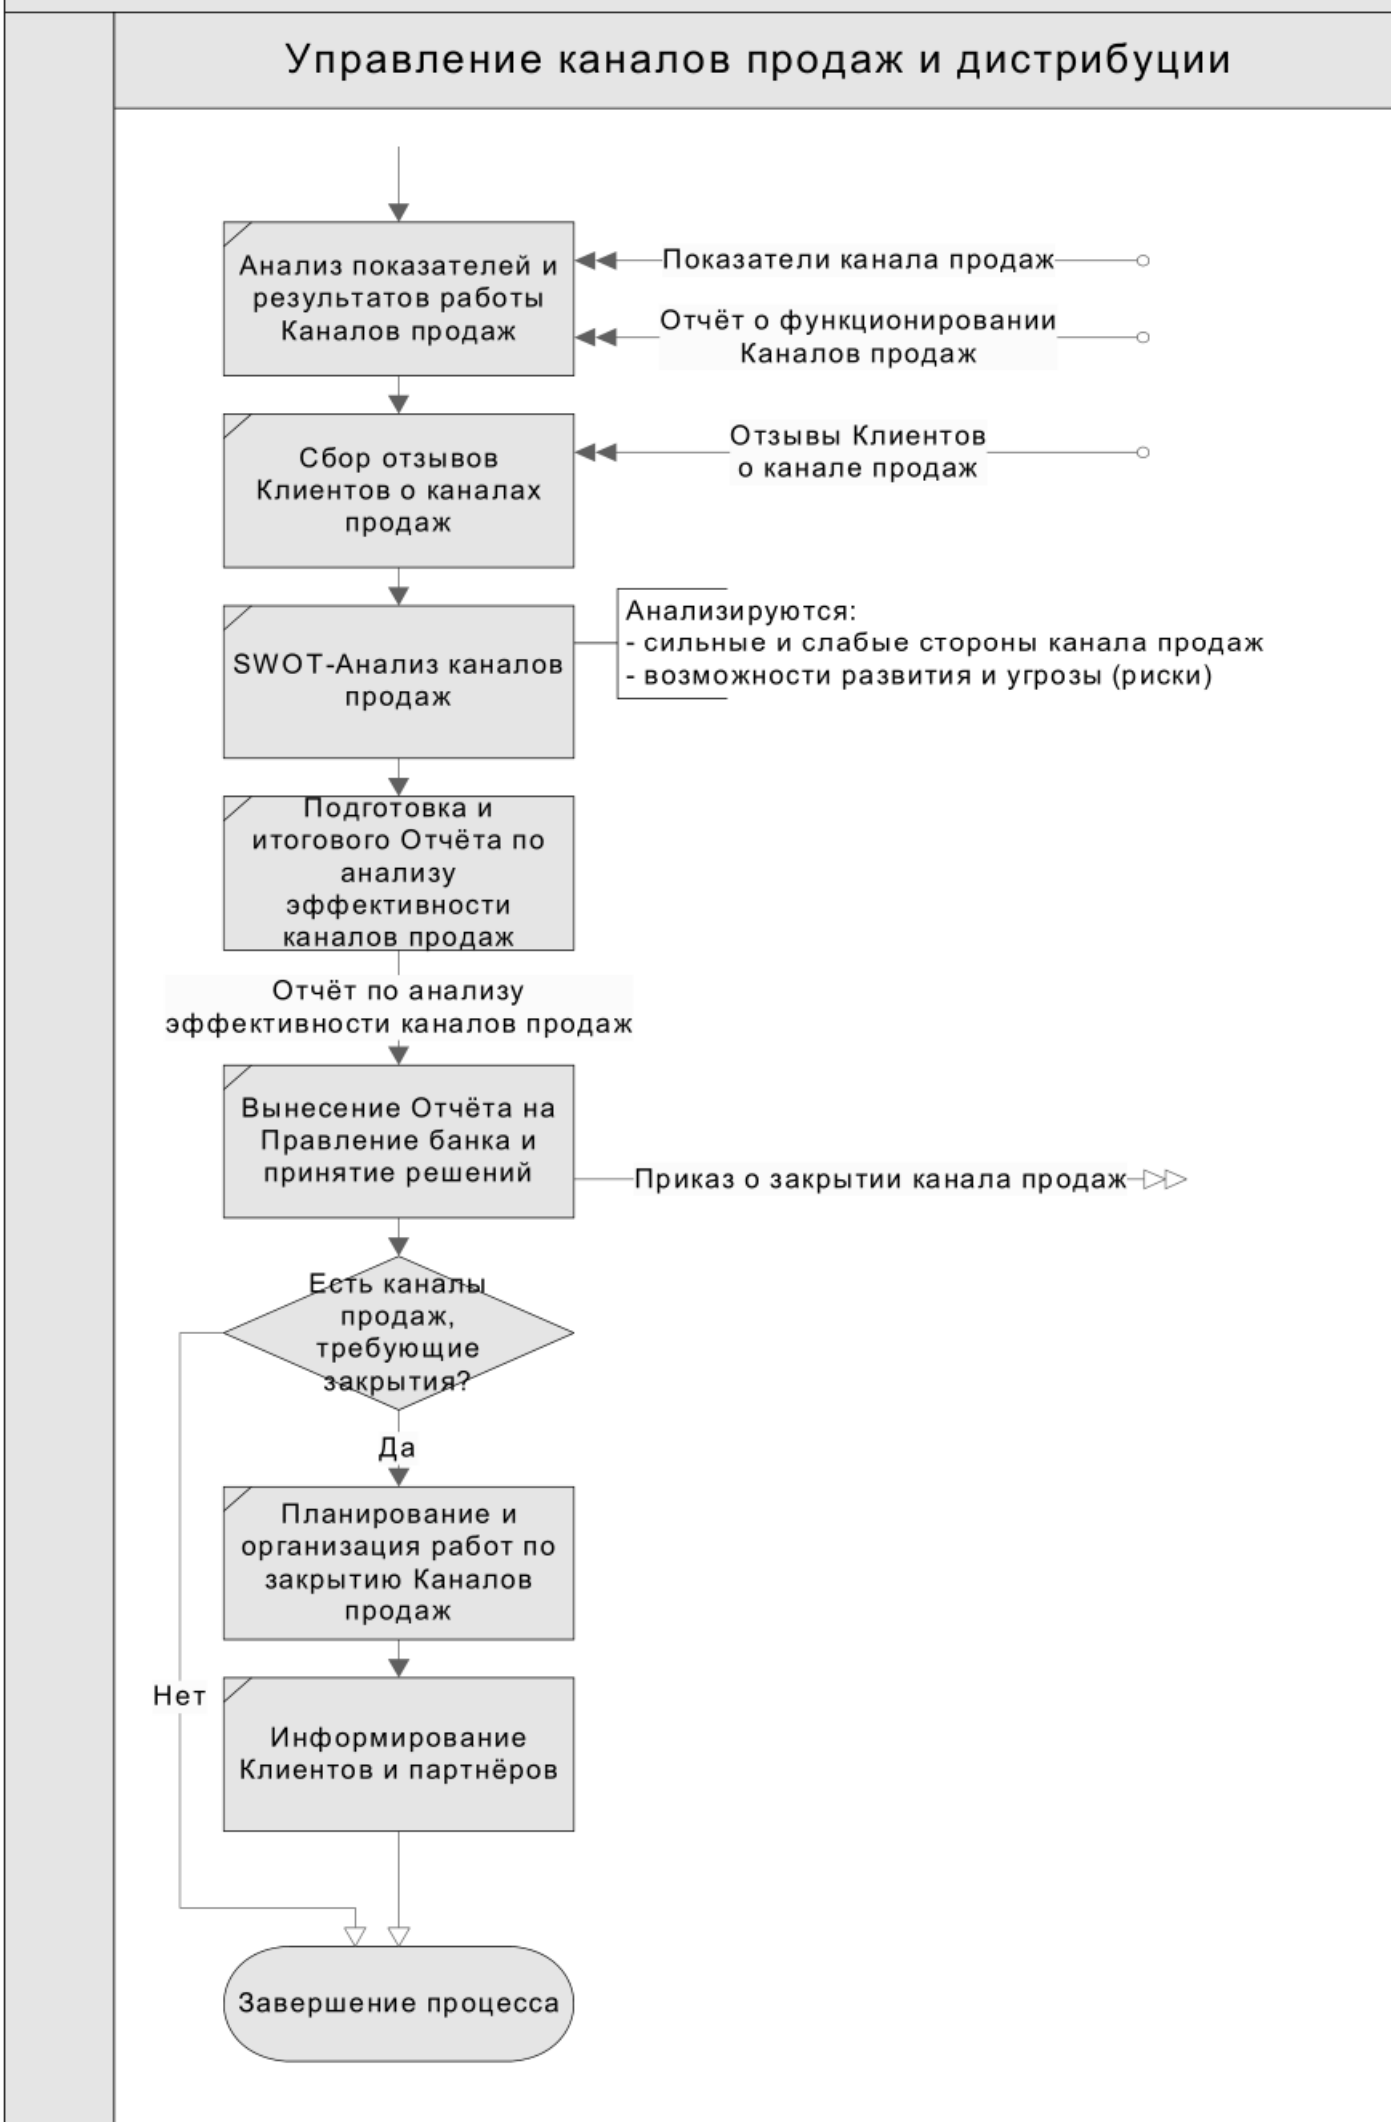 Управление каналов продаж и дистрибуции
Анализ показателей и
результатов работы
Каналов продаж
Показатели канала продаж
Отчёт о функционировании
Каналов продаж
Сбор отзывов
Клиентов о каналах
продаж
Отзывы Клиентов
о канале продаж
SWOT-Анализ каналов
продаж
Анализируются:
- сильные и слабые стороны канала продаж
- возможности развития и угрозы (риски)
Подготовка и
итогового Отчёта по
анализу
эффективности
каналов продаж
Отчёт по анализу
эффективности каналов продаж
Вынесение Отчёта на
Правление банка и
принятие решений
Приказ о закрытии канала продаж
Есть каналы
продаж,
требующие
закрытия?
Да
Планирование и
организация работ по
закрытию Каналов
продаж
Нет
Информирование
Клиентов и партнёров
Завершение процесса